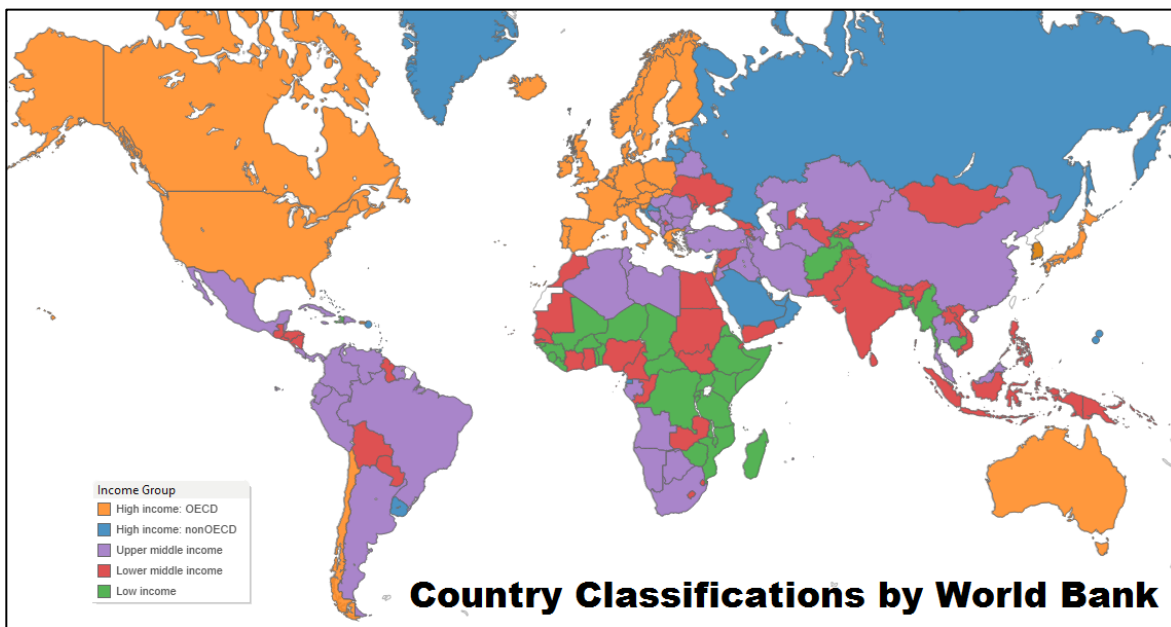 Income Group
High income: OECD
High income: nonOECD
Upper middle income
Lower middle income
Low income
Country Classifications by World Bank